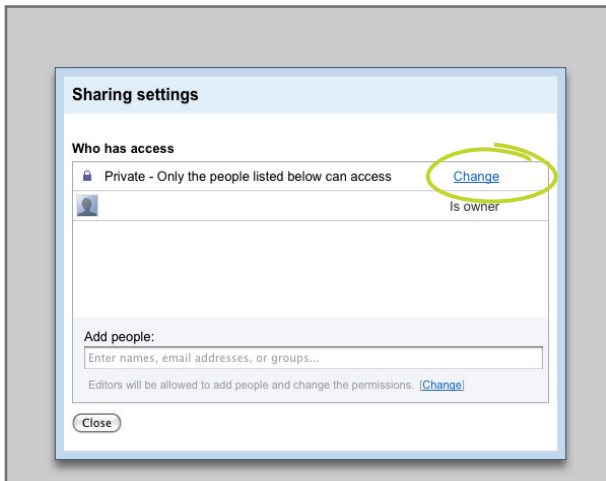 Sharing settings
Who has access
Private - Only the people listed below can access Change
Is owner
Add people:
Enter names, email addresses, or groups...
Editors will be allowed to add people and change the permissions. [Change]
Close